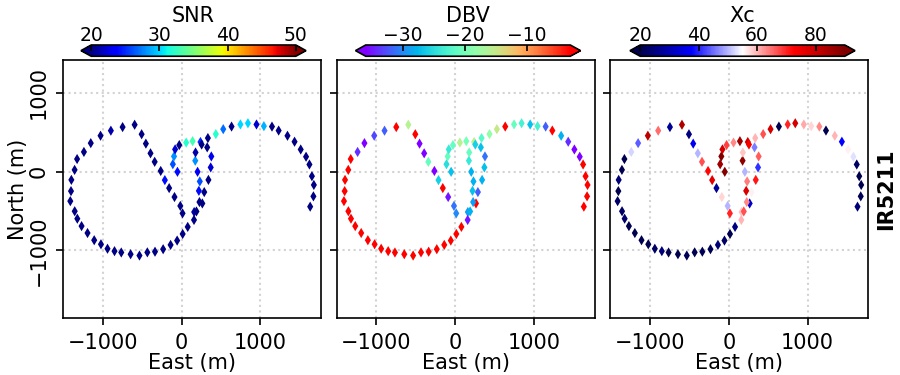 SNR DBV Xc
20 30 40 50 −30 −20 −10 20 40 60 80
1000
0
−1000
North (m)
−1000 0 1000 −1000 0 1000 −1000 0 1000
East (m) East (m) East (m)
IR5211